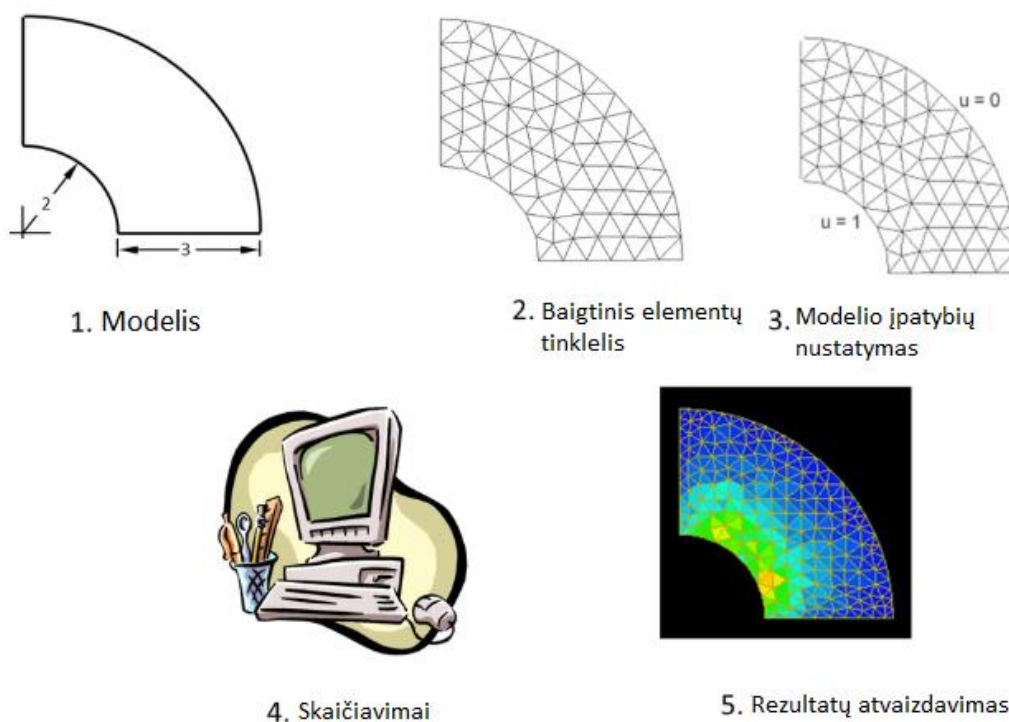 2
3
1. Modelis
2. Baigtinis elementų
tinklelis
u = 0
u = 1
3. Modelio įpatybių
nustatymas
4. Skaičiavimai
5. Rezultatų atvaizdavimas